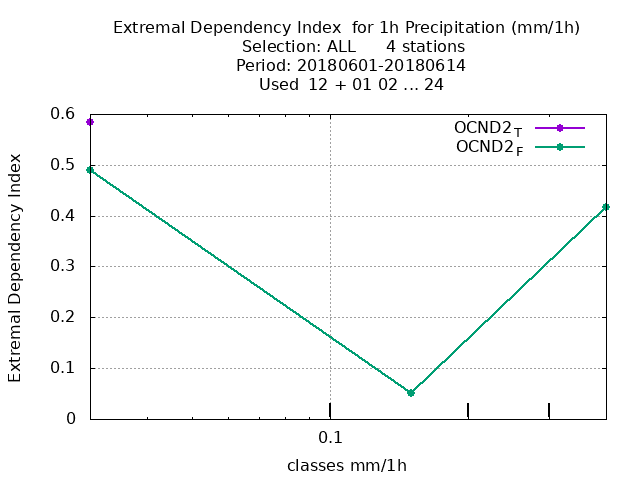 Extremal Dependency Index for 1h Precipitation (mm/1h)
Selection: ALL 4 stations
Period: 20180601-20180614
Used 12 + 01 02 ... 24
OCND2T
OCND2F
Extremal Dependency Index
0.6
0.5
0.4
0.3
0.2
0.1
0
0.1
classes mm/1h